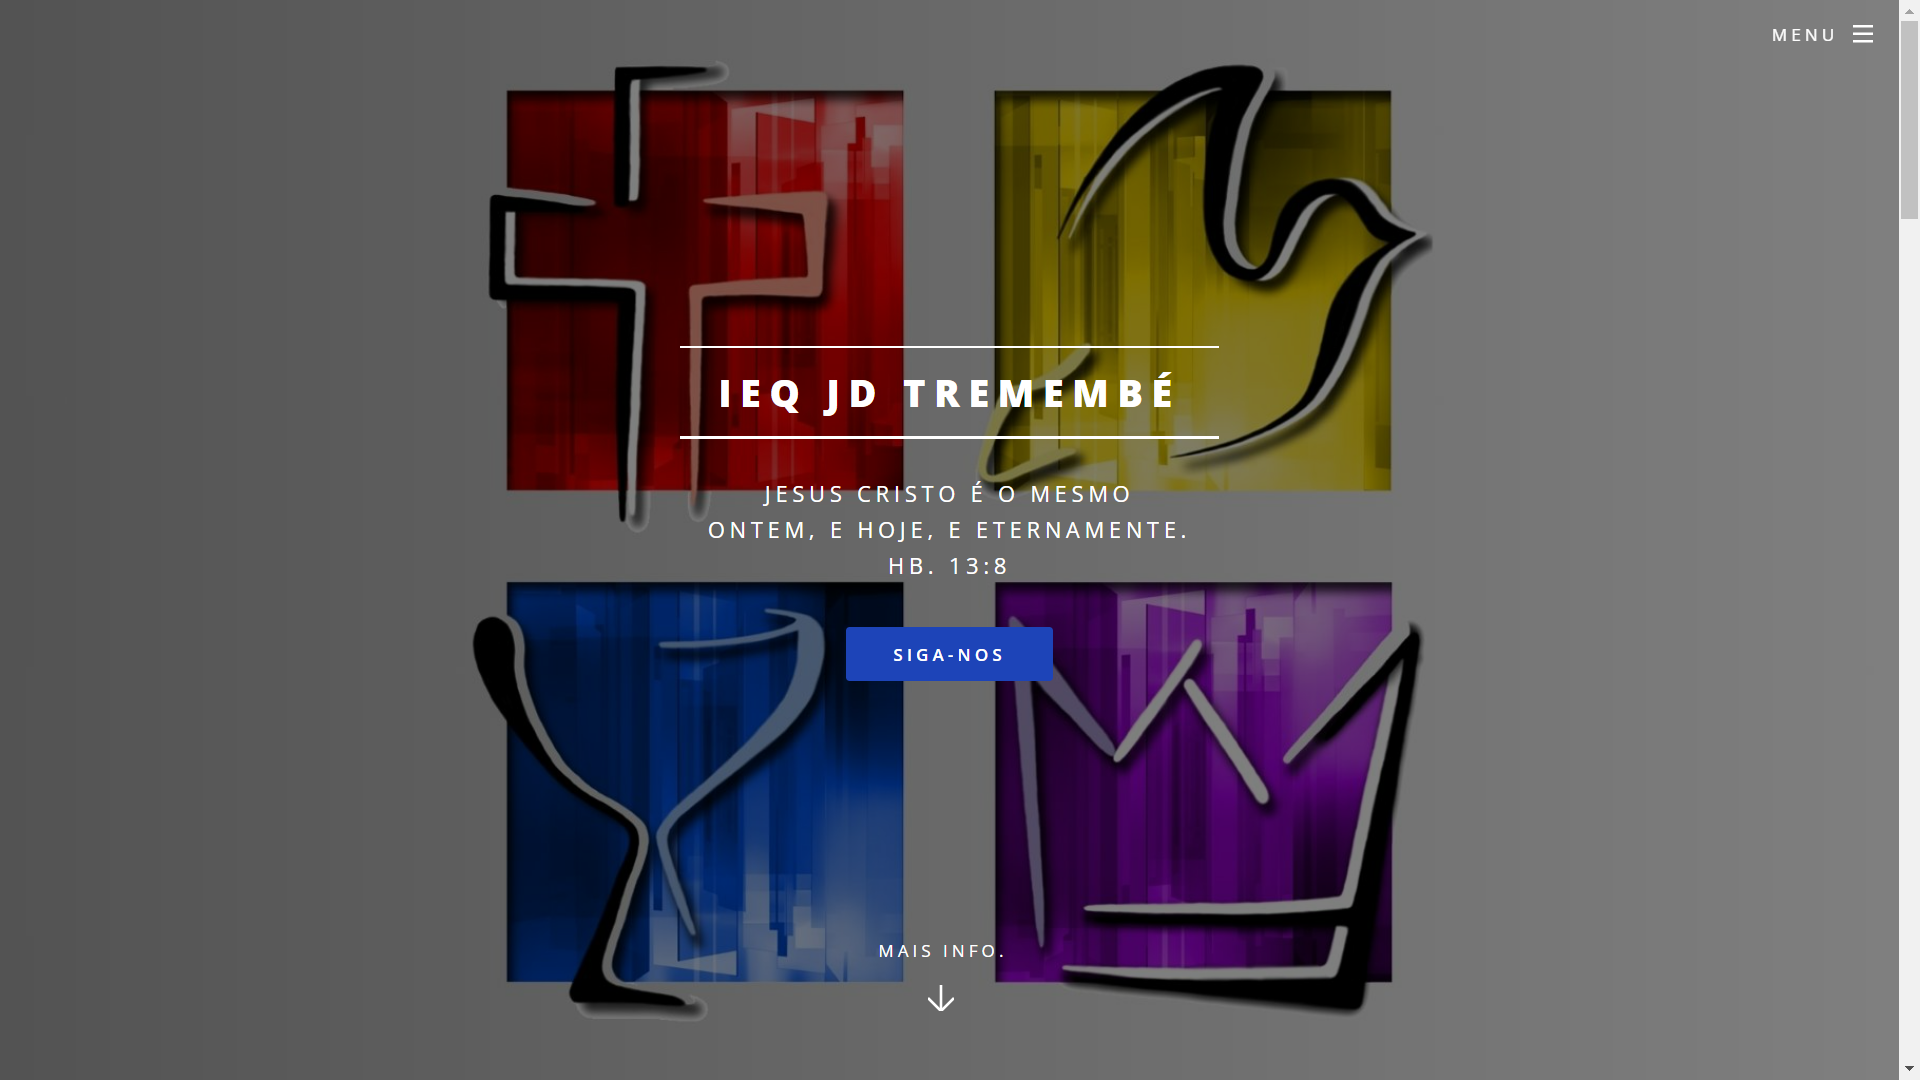 MENU
IEQ JD TREMEMBÉ
JESUS CRISTO É O MESMO
ONTEM, E HOJE, E ETERNAMENTE.
HB. 13:8
SIGA-NOS
MAIS INFO.